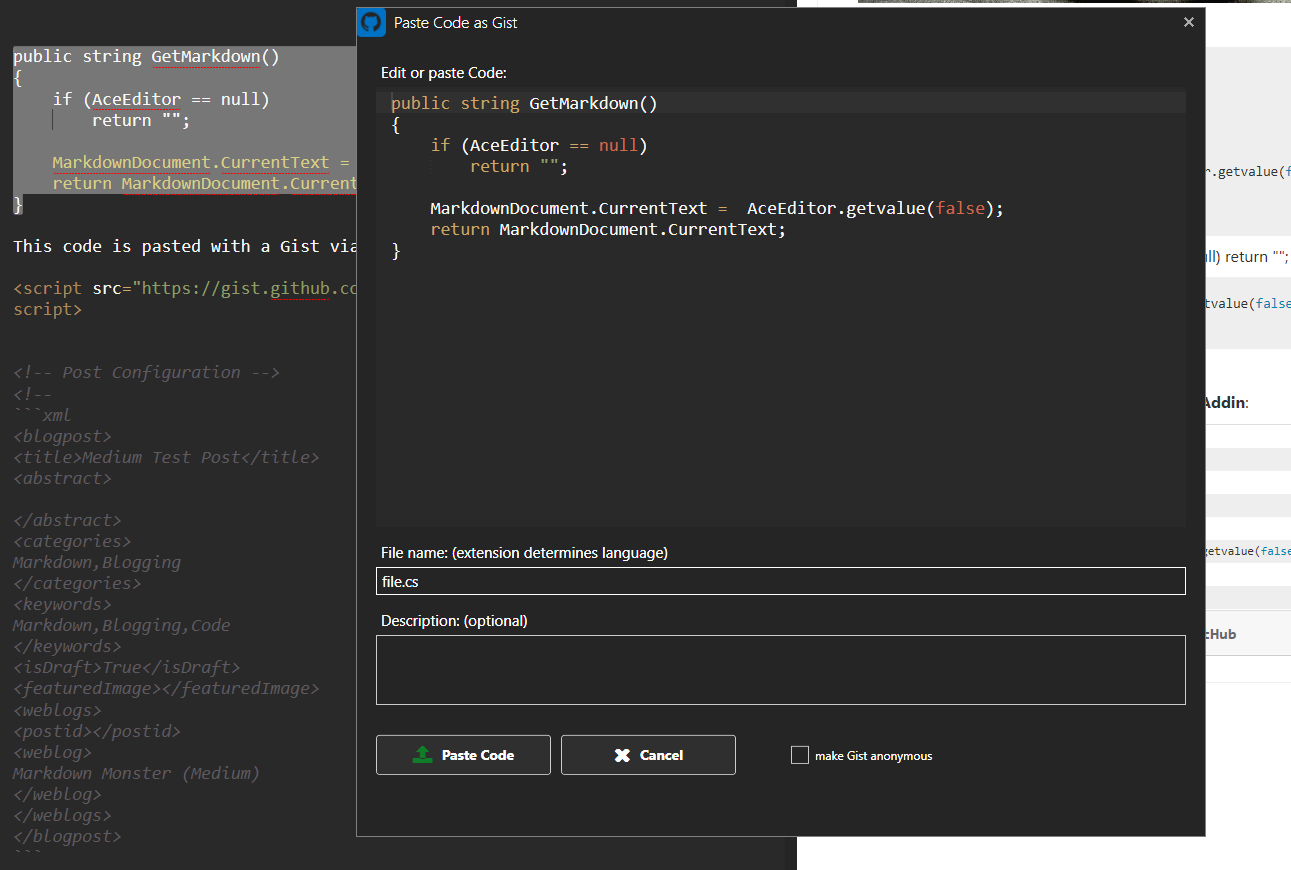 public string GetMarkdown()
{
    if (AceEditor == null)
        return "";

    MarkdownDocument.CurrentText =
    return MarkdownDocument.Current
}

This code is pasted with a Gist via

<script src="https://gist.github.co
script>

<!-- Post Configuration -->
<!--
```xml
<blogpost>
<title>Medium Test Post</title>
<abstract>

</abstract>
<categories>
Markdown,Blogging
</categories>
<keywords>
Markdown,Blogging,Code
</keywords>
<isDraft>True</isDraft>
<featuredImage></featuredImage>
<weblogs>
<postid></postid>
<weblog>
Markdown Monster (Medium)
</weblog>
</weblogs>
</blogpost>
```
Paste Code as Gist
Edit or paste Code:
public string GetMarkdown()
{
    if (AceEditor == null)
        return "";

    MarkdownDocument.CurrentText =  AceEditor.getvalue(false);
    return MarkdownDocument.CurrentText;
}
File name: (extension determines language)
file.cs
Description: (optional)
Paste Code
Cancel
make Gist anonymous
r.getvalue(f
ll) return "";
tvalue(false
Addin:
getvalue(false
Hub